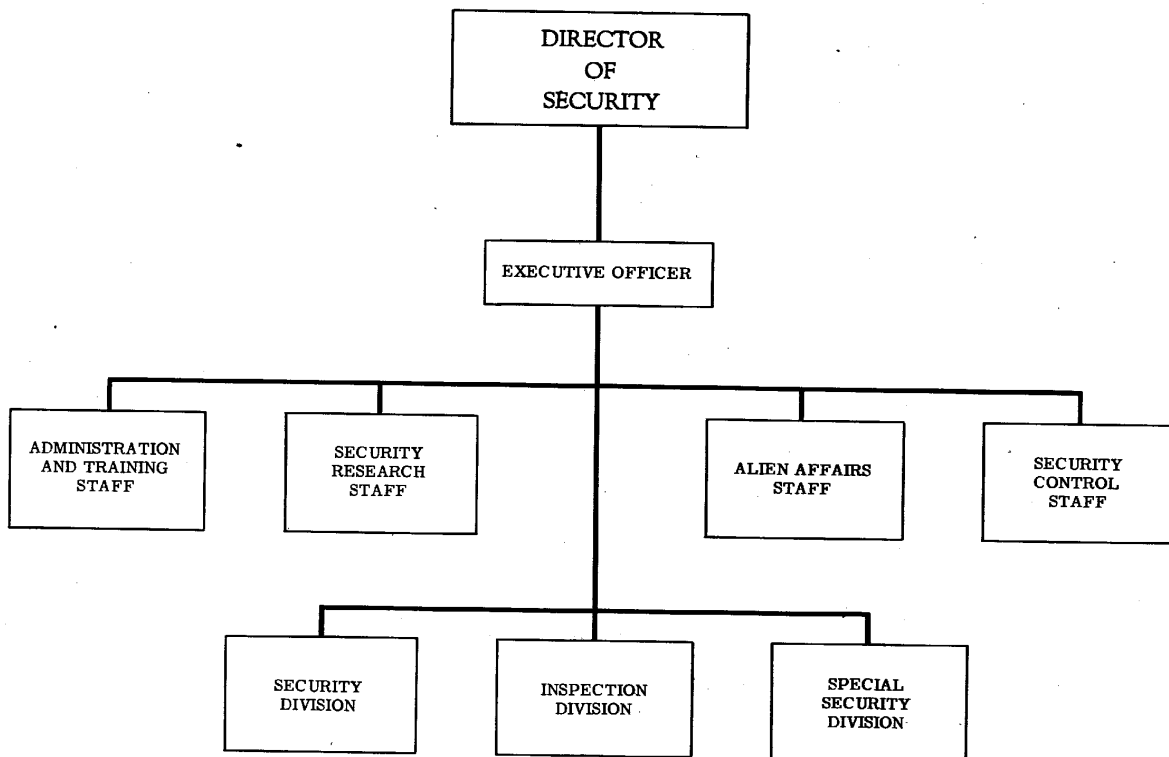 DIRECTOR
OF
SECURITY
EXECUTIVE OFFICER
ADMINISTRATION
AND TRAINING
STAFF
SECURITY
RESEARCH
STAFF
ALIEN AFFAIRS
STAFF
SECURITY
CONTROL
STAFF
SECURITY
DIVISION
INSPECTION
DIVISION
SPECIAL
SECURITY
DIVISION